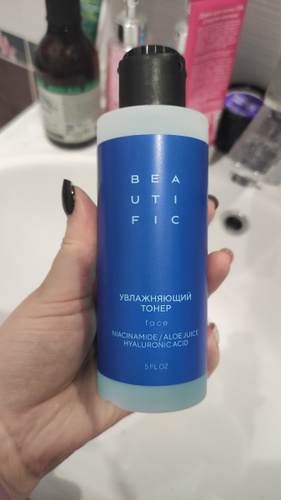 BEA
UTI
FIC
УВЛАЖНЯЮЩИЙ
ТОНЕР
face
NIACINAMIDE / ALOE JUICE
HYALURONIC ACID
5 FL OZ